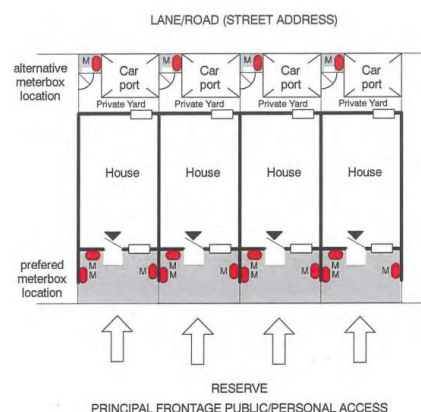 LANE/ROAD (STREET ADDRESS)
alternative
meterbox
location
M M M M
Car
port
Car
port
Car
port
Car
port
Private Yard Private Yard Private Yard Private Yard
House House House House
prefered
meterbox
location
M
M M
M
M M
M
M M
M
M M
RESERVE
PRINCIPAL FRONTAGE PUBLIC/PERSONAL ACCESS